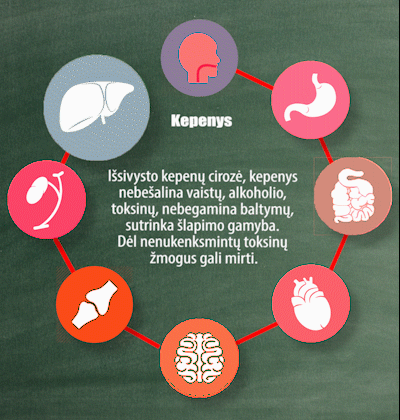 Kepenys
Išsivysto kepenų cirozė, kepenys
nebešalina vaistų, alkoholio,
toksinų, nebegamina baltymų,
sutrinka šlapimo gamyba.
Dėl nenukenksmintų toksinų
žmogus gali mirti.